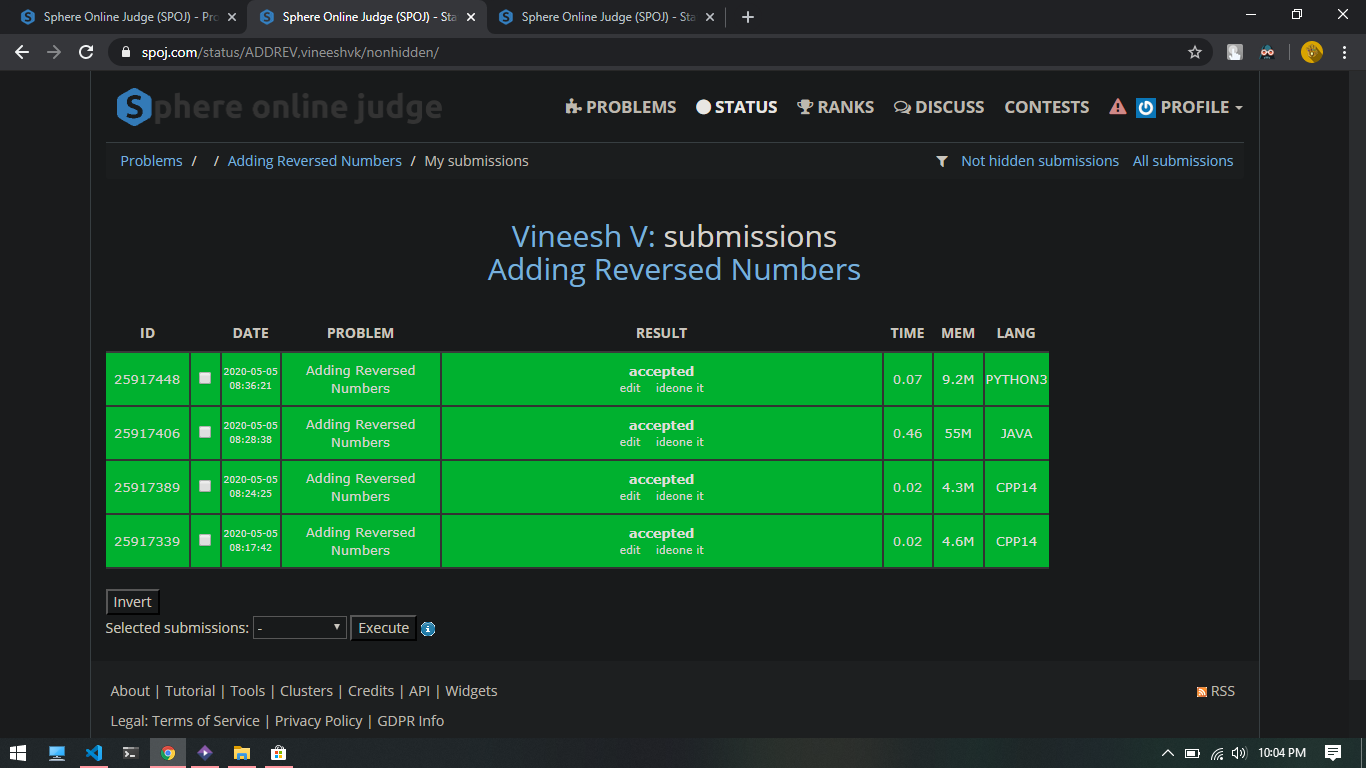 Sphere Online Judge (SPOJ) - Pro
Sphere Online Judge (SPOJ) - Sta
Sphere Online Judge (SPOJ) - Sta
spoj.com/status/ADDREV,vineeshvk/nonhidden/
Sphere online judge
PROBLEMS STATUS RANKS DISCUSS CONTESTS PROFILE
Problems / / Adding Reversed Numbers / My submissions
Not hidden submissions All submissions
Vineesh V: submissions
Adding Reversed Numbers
ID DATE PROBLEM RESULT TIME MEM LANG
25917448 2020-05-05 08:36:21 Adding Reversed Numbers accepted edit ideone it 0.07 9.2M PYTHON3
25917406 2020-05-05 08:28:38 Adding Reversed Numbers accepted edit ideone it 0.46 55M JAVA
25917389 2020-05-05 08:24:25 Adding Reversed Numbers accepted edit ideone it 0.02 4.3M CPP14
25917339 2020-05-05 08:17:42 Adding Reversed Numbers accepted edit ideone it 0.02 4.6M CPP14
Invert
Selected submissions: - Execute
About | Tutorial | Tools | Clusters | Credits | API | Widgets
RSS
Legal: Terms of Service | Privacy Policy | GDPR Info
10:04 PM